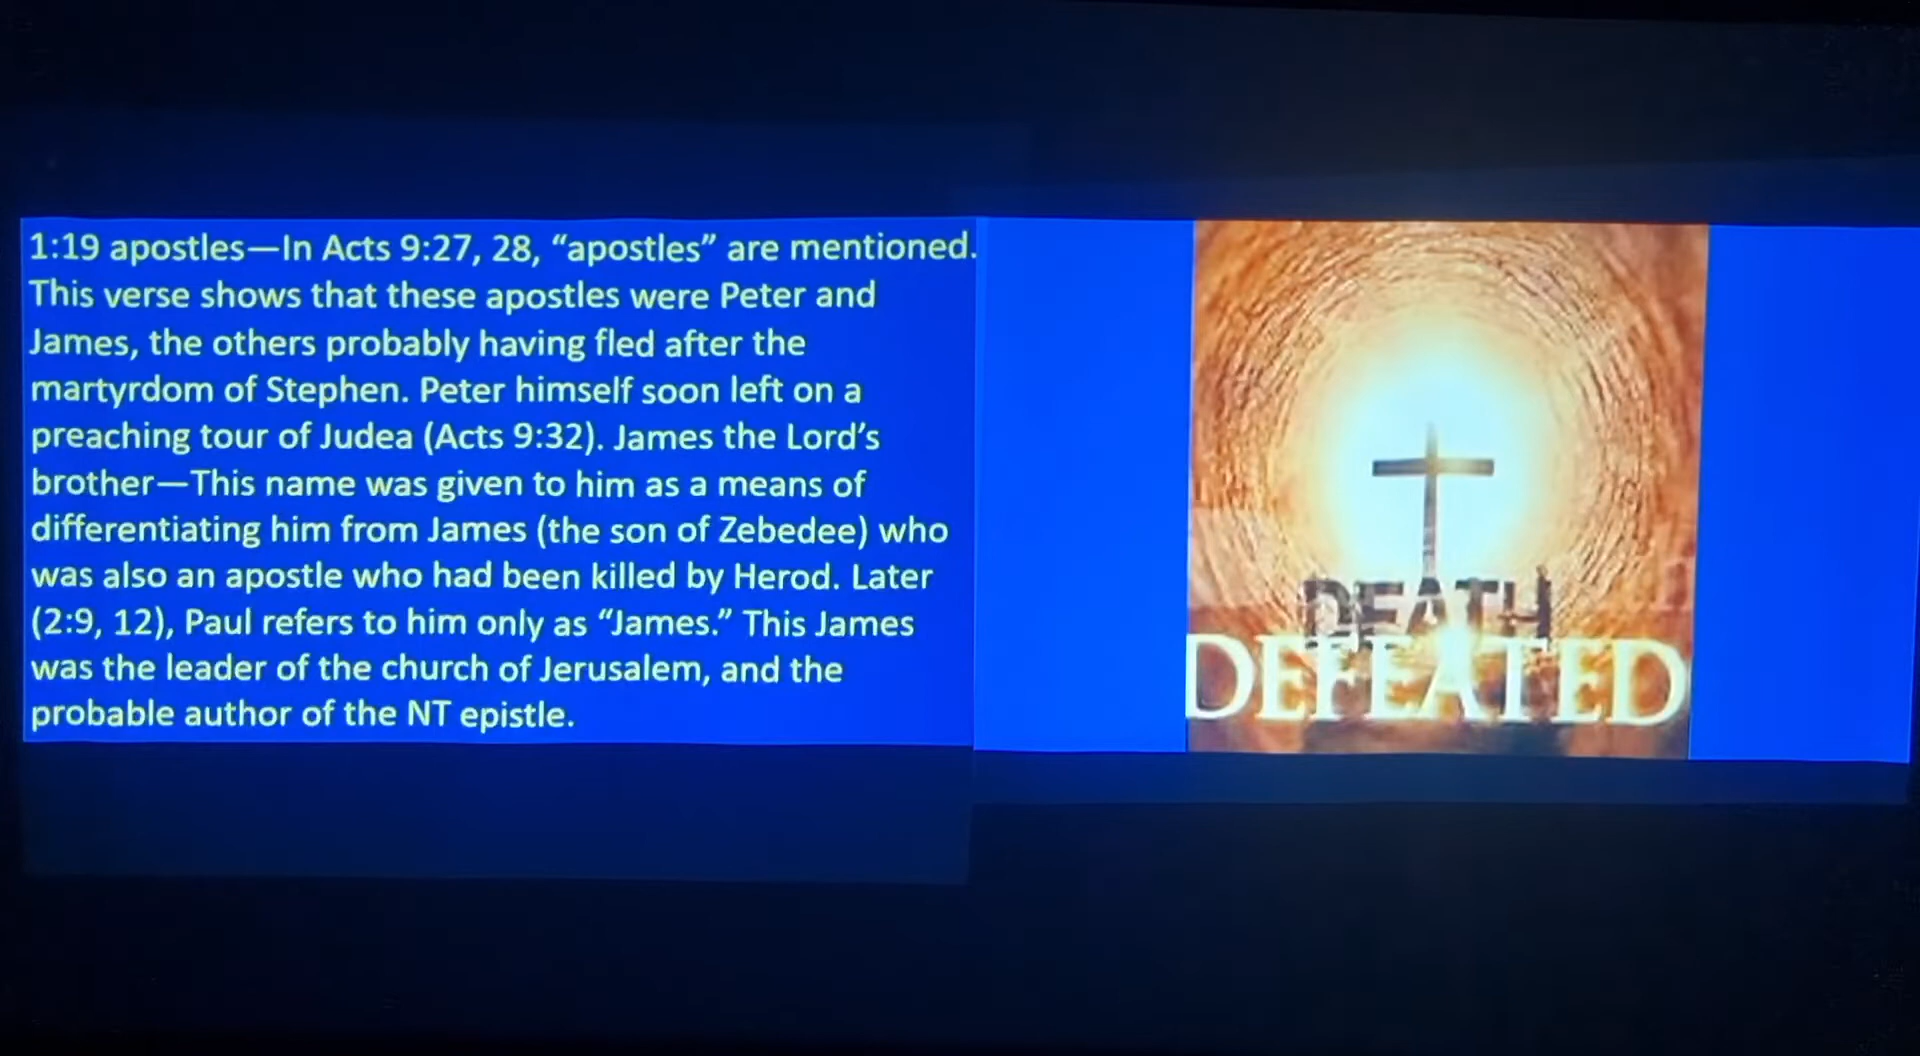 1:19 apostles—In Acts 9:27, 28, “apostles” are mentioned.
This verse shows that these apostles were Peter and
James, the others probably having fled after the
martyrdom of Stephen. Peter himself soon left on a
preaching tour of Judea (Acts 9:32). James the Lord’s
brother—This name was given to him as a means of
differentiating him from James (the son of Zebedee) who
was also an apostle who had been killed by Herod. Later
(2:9, 12), Paul refers to him only as “James.” This James
was the leader of the church of Jerusalem, and the
probable author of the NT epistle.
DEATH
DEFEATED